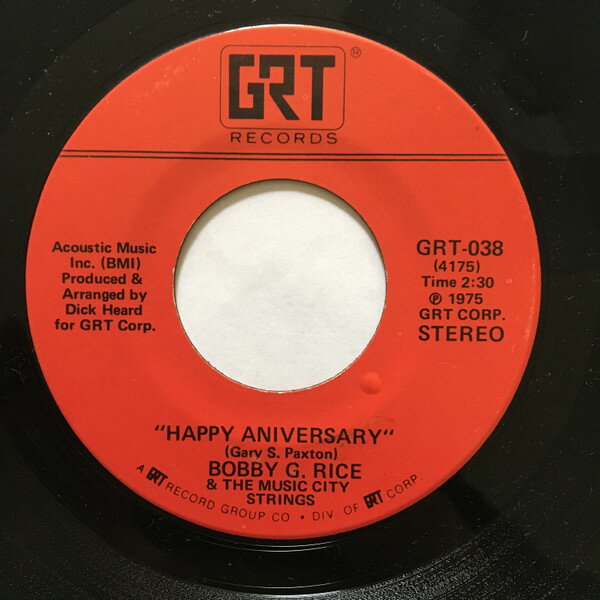 GRT®
RECORDS
Acoustic Music
Inc. (BMI)
Produced &
Arranged by
Dick Heard
for GRT Corp.
GRT-038
(4175)
Time 2:30
℗ 1975
GRT CORP.
STEREO
"HAPPY ANIVERSARY"
(Gary S. Paxton)
BOBBY G. RICE
& THE MUSIC CITY
STRINGS
A GRT RECORD GROUP CO • DIV. OF GRT CORP